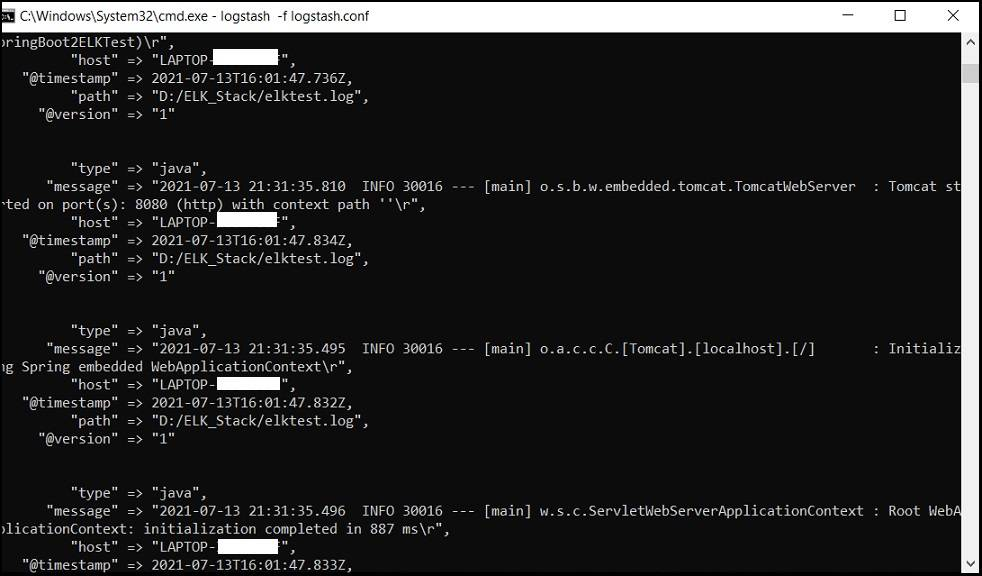 C:\Windows\System32\cmd.exe - logstash -f logstash.conf
pringBoot2ELKTest)\r",
"host" => "LAPTOP-",
"@timestamp" => 2021-07-13T16:01:47.736Z,
"path" => "D:/ELK_Stack/elktest.log",
"@version" => "1"
"type" => "java",
"message" => "2021-07-13 21:31:35.810  INFO 30016 --- [main] o.s.b.w.embedded.tomcat.TomcatWebServer  : Tomcat st
rted on port(s): 8080 (http) with context path ''\r",
"host" => "LAPTOP-",
"@timestamp" => 2021-07-13T16:01:47.834Z,
"path" => "D:/ELK_Stack/elktest.log",
"@version" => "1"
"type" => "java",
"message" => "2021-07-13 21:31:35.495  INFO 30016 --- [main] o.a.c.c.C.[Tomcat].[localhost].[/]       : Initializ
ng Spring embedded WebApplicationContext\r",
"host" => "LAPTOP-",
"@timestamp" => 2021-07-13T16:01:47.832Z,
"path" => "D:/ELK_Stack/elktest.log",
"@version" => "1"
"type" => "java",
"message" => "2021-07-13 21:31:35.496  INFO 30016 --- [main] w.s.c.ServletWebServerApplicationContext : Root WebA
plicationContext: initialization completed in 887 ms\r",
"host" => "LAPTOP-",
"@timestamp" => 2021-07-13T16:01:47.833Z,